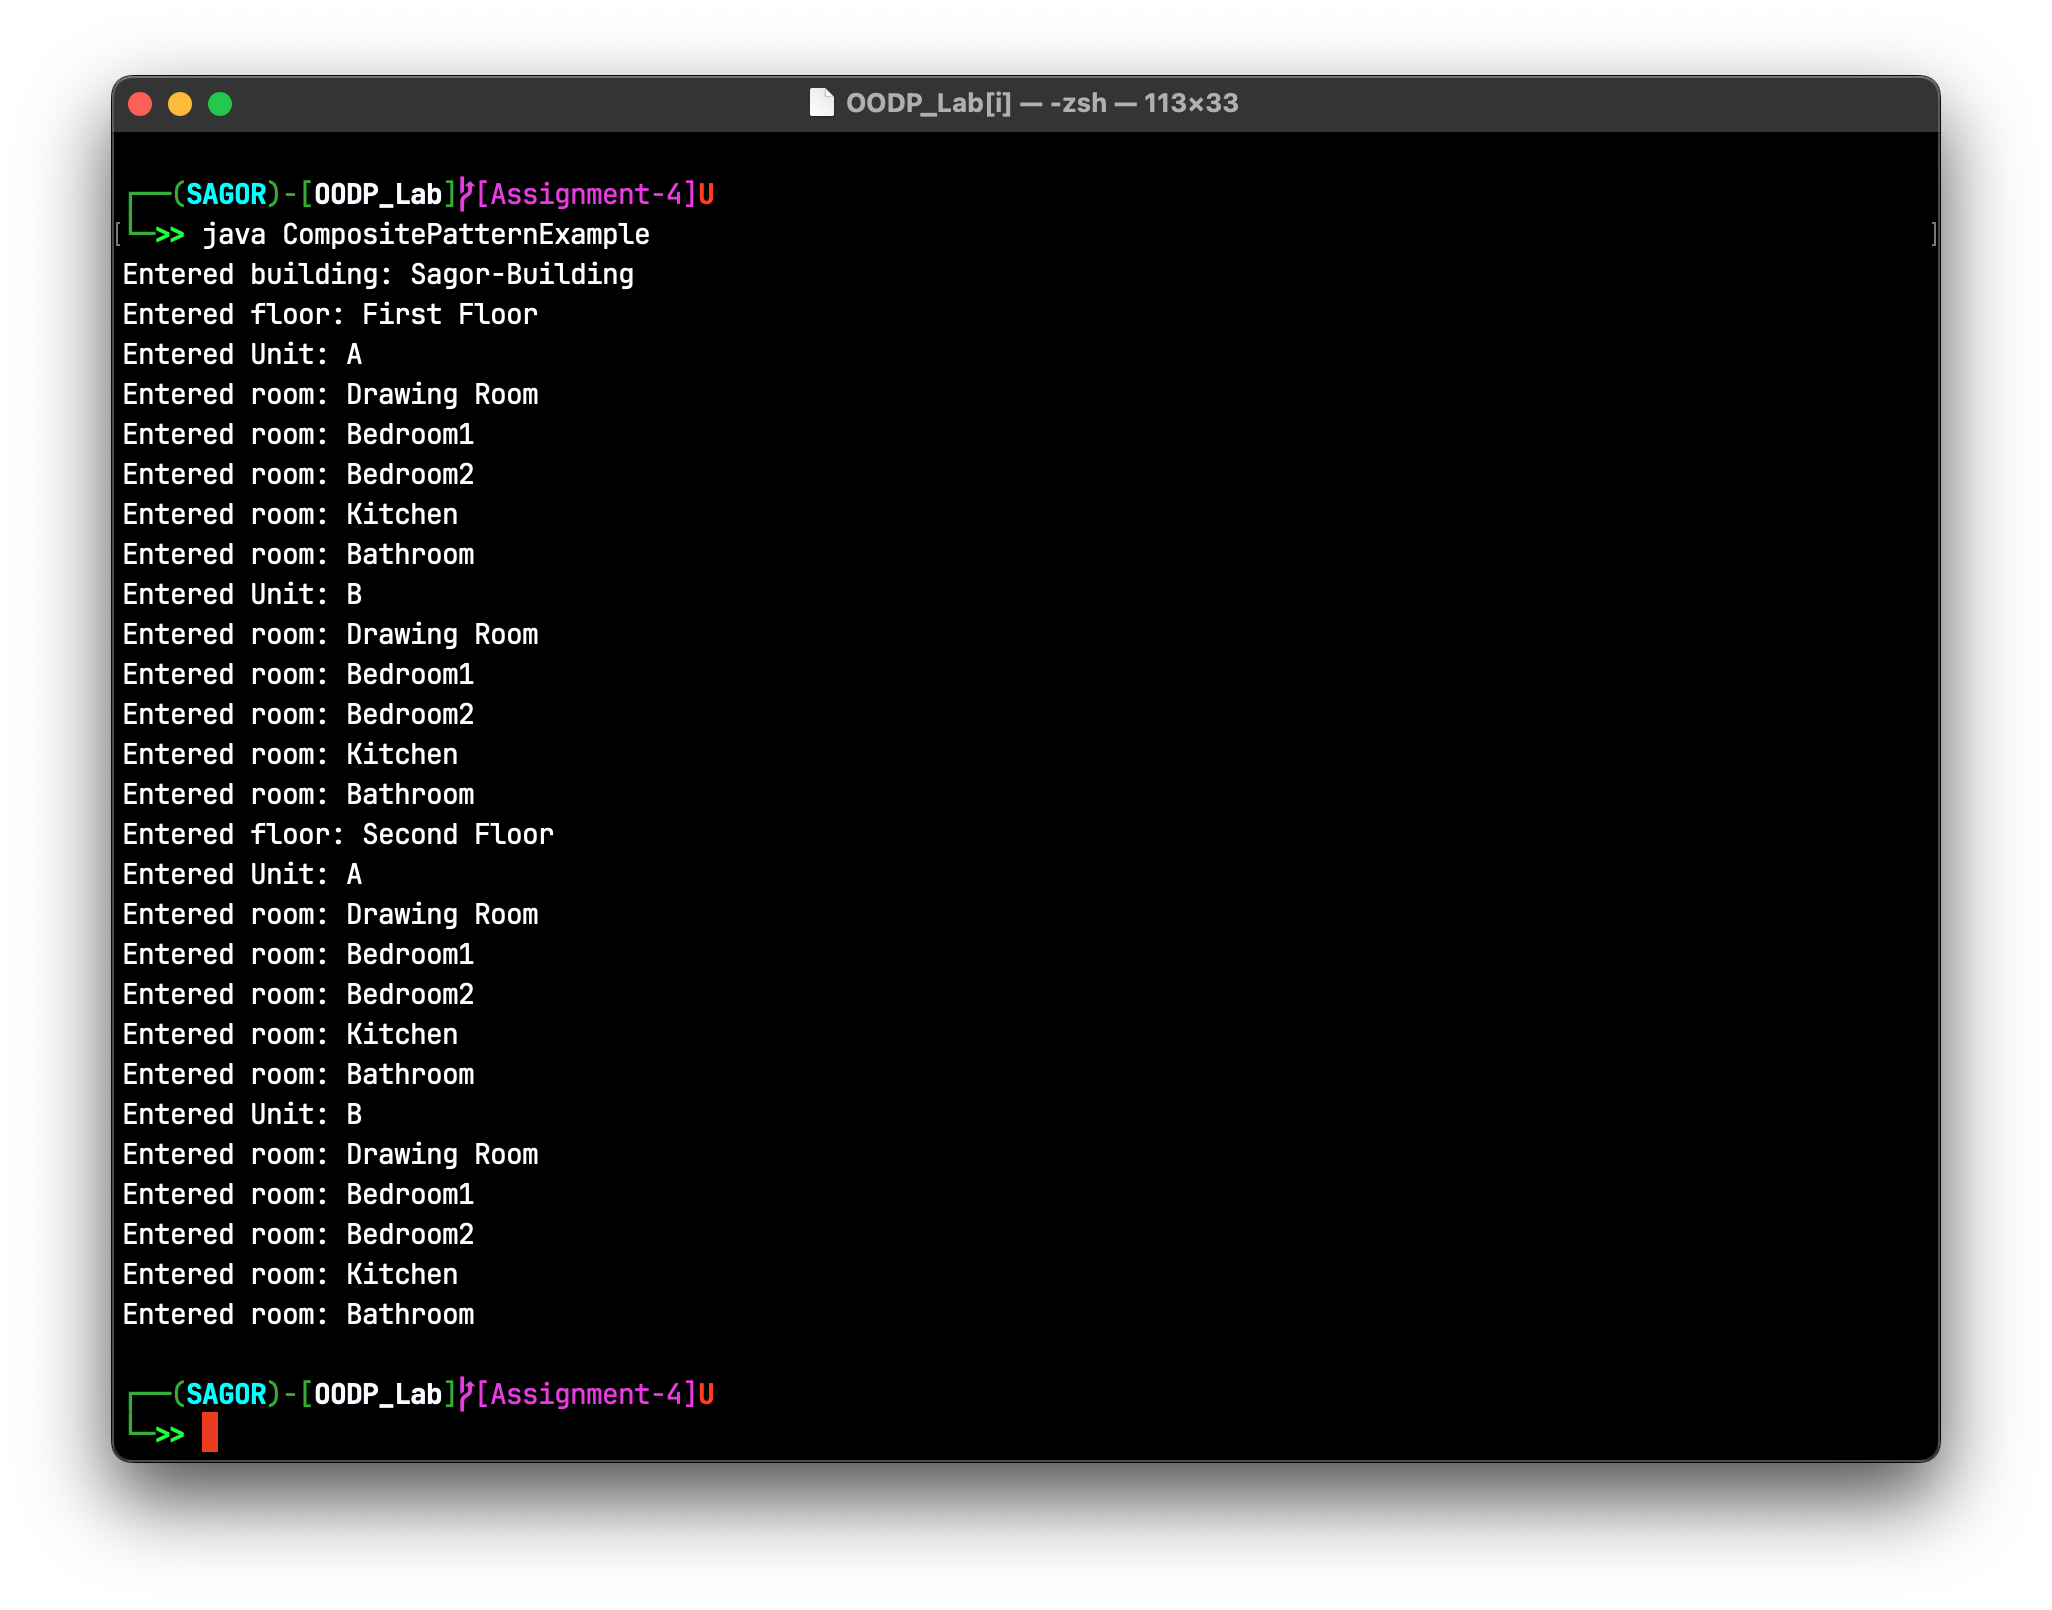 OODP_Lab[i] — -zsh — 113×33
┌──(SAGOR)-[OODP_Lab][Assignment-4]U
└─>> java CompositePatternExample
Entered building: Sagor-Building
Entered floor: First Floor
Entered Unit: A
Entered room: Drawing Room
Entered room: Bedroom1
Entered room: Bedroom2
Entered room: Kitchen
Entered room: Bathroom
Entered Unit: B
Entered room: Drawing Room
Entered room: Bedroom1
Entered room: Bedroom2
Entered room: Kitchen
Entered room: Bathroom
Entered floor: Second Floor
Entered Unit: A
Entered room: Drawing Room
Entered room: Bedroom1
Entered room: Bedroom2
Entered room: Kitchen
Entered room: Bathroom
Entered Unit: B
Entered room: Drawing Room
Entered room: Bedroom1
Entered room: Bedroom2
Entered room: Kitchen
Entered room: Bathroom
┌──(SAGOR)-[OODP_Lab][Assignment-4]U
└─>>